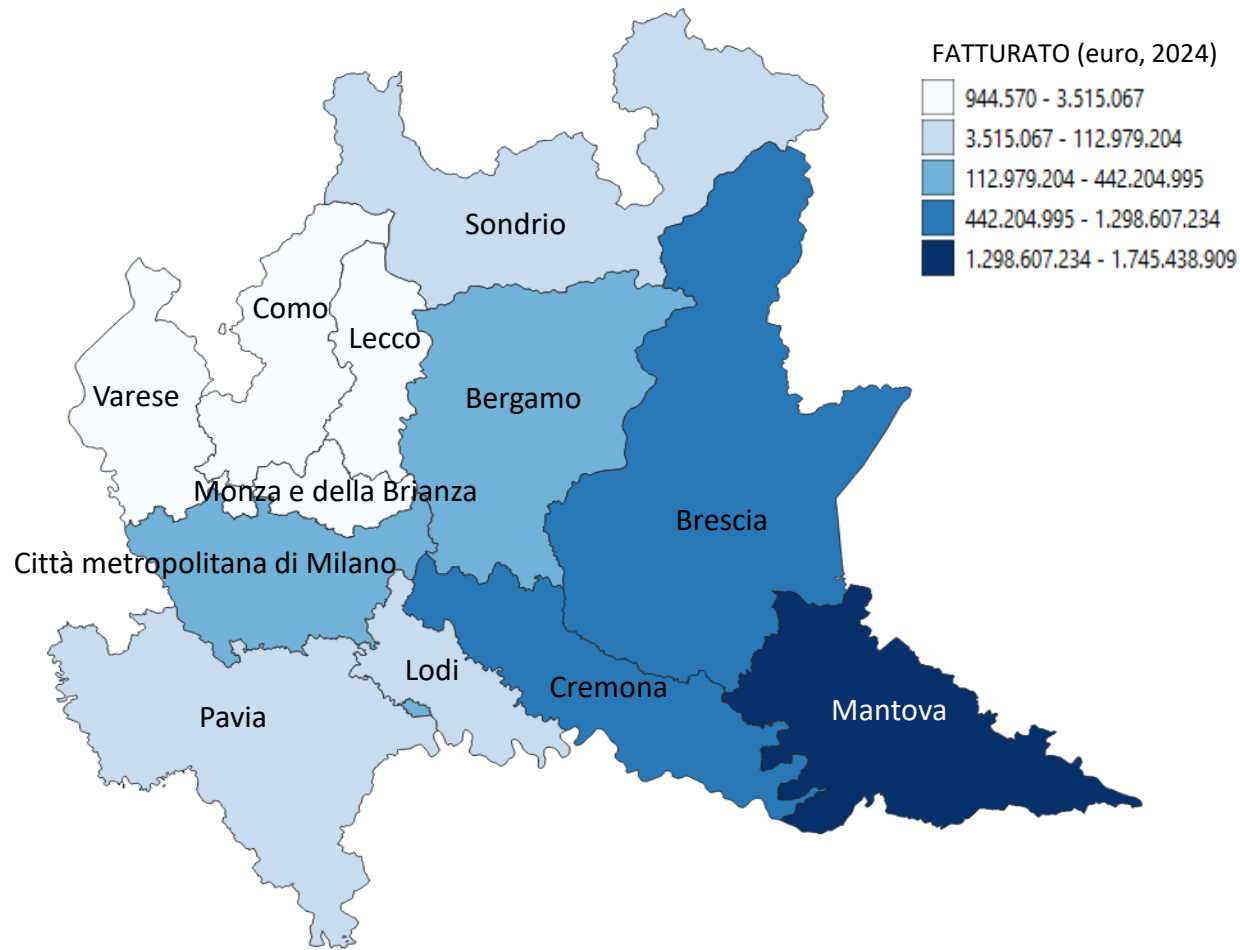 FATTURATO (euro, 2024)
944.570 - 3.515.067
3.515.067 - 112.979.204
112.979.204 - 442.204.995
442.204.995 - 1.298.607.234
1.298.607.234 - 1.745.438.909
Sondrio
Como
Lecco
Varese
Bergamo
Monza e della Brianza
Brescia
Città metropolitana di Milano
Lodi
Cremona
Pavia
Mantova